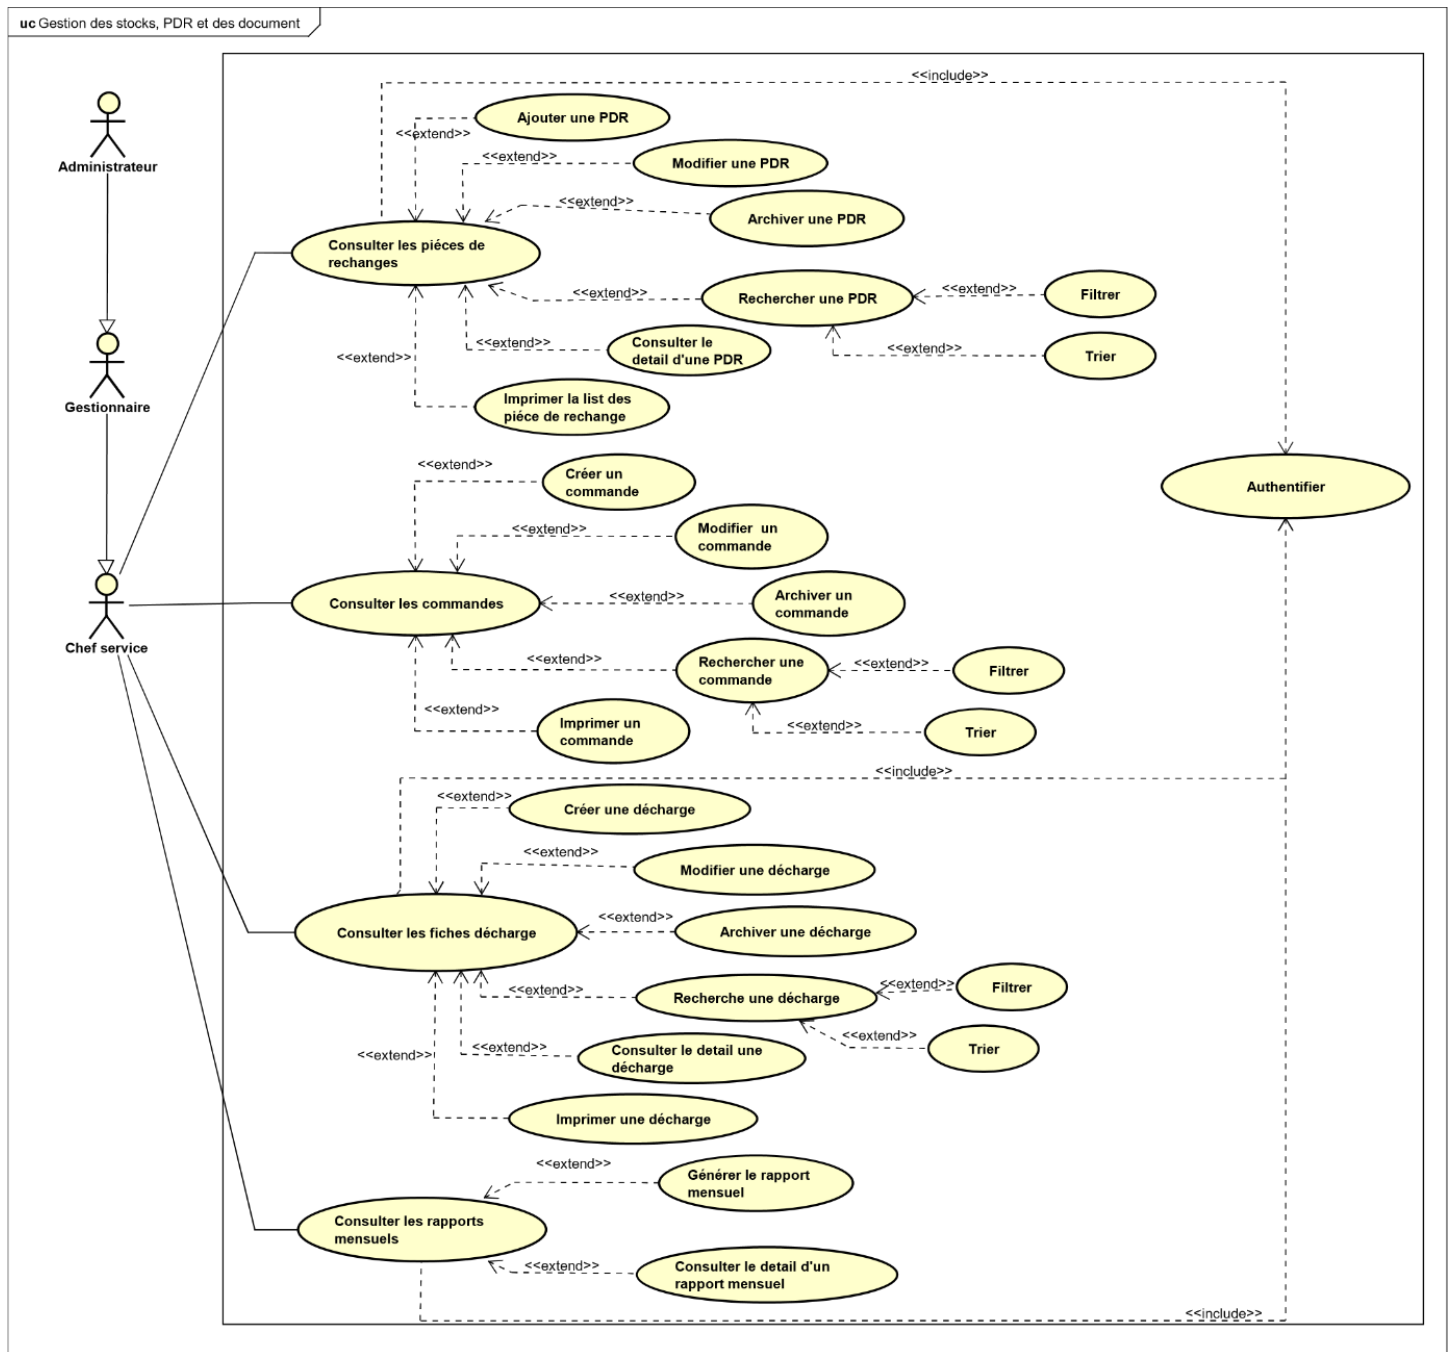 uc Gestion des stocks, PDR et des document
<<include>>
Administrateur
Ajouter une PDR
<<extend>>
Modifier une PDR
<<extend>>
Archiver une PDR
<<extend>>
Consulter les piéces de
rechanges
Rechercher une PDR
<<extend>>
Filtrer
<<extend>>
Trier
<<extend>>
Consulter le
detail d'une PDR
<<extend>>
Imprimer la list des
piéce de rechange
<<extend>>
Gestionnaire
Authentifier
Créer un
commande
<<extend>>
Modifier un
commande
<<extend>>
Archiver un
commande
<<extend>>
Consulter les commandes
Chef service
Rechercher une
commande
<<extend>>
Filtrer
<<extend>>
Trier
<<extend>>
Imprimer un
commande
<<extend>>
<<include>>
Créer une décharge
<<extend>>
Modifier une décharge
<<extend>>
Archiver une décharge
<<extend>>
Consulter les fiches décharge
Recherche une décharge
<<extend>>
Filtrer
<<extend>>
Trier
<<extend>>
Consulter le detail une
décharge
<<extend>>
Imprimer une décharge
<<extend>>
Générer le rapport
mensuel
<<extend>>
Consulter les rapports
mensuels
Consulter le detail d'un
rapport mensuel
<<extend>>
<<include>>